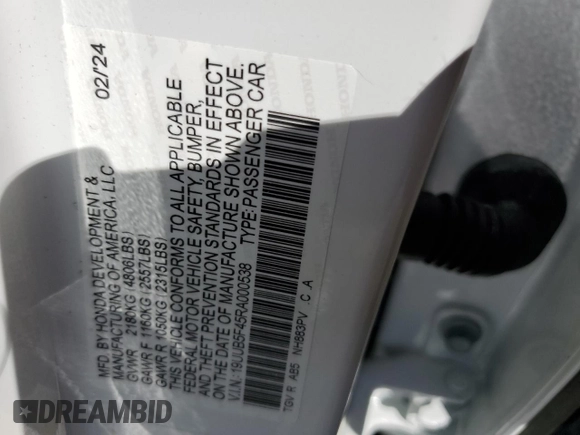 MFD. BY HONDA DEVELOPMENT & 02/24
MANUFACTURING OF AMERICA, LLC
GVWR 2180KG(4806LBS)
GAWR F 1160KG(2557LBS)
GAWR R 1050KG(2315LBS)
THIS VEHICLE CONFORMS TO ALL APPLICABLE
FEDERAL MOTOR VEHICLE SAFETY, BUMPER,
AND THEFT PREVENTION STANDARDS IN EFFECT
ON THE DATE OF MANUFACTURE SHOWN ABOVE.
V.I.N.: 19UUB5F45RA000538 TYPE: PASSENGER CAR
TGV R AB5 NH883PV C A
DREAMBID